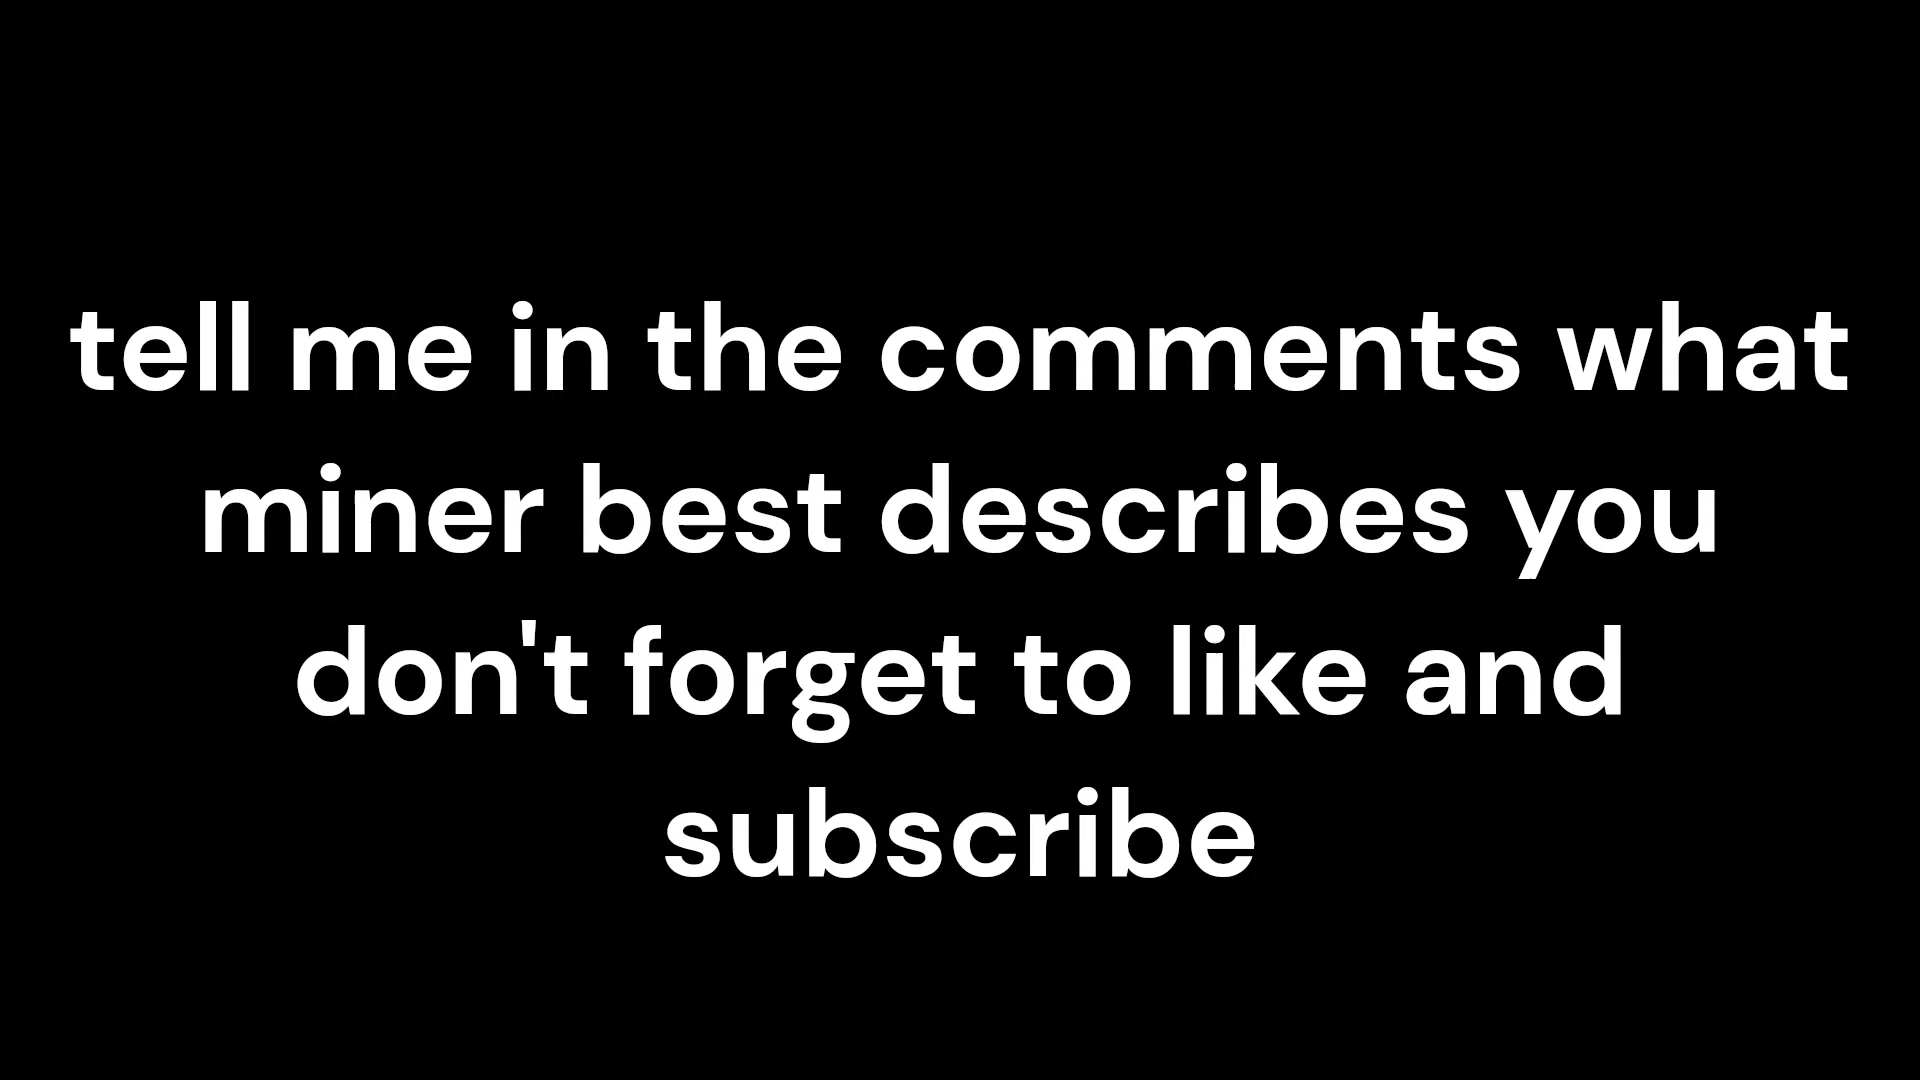 tell me in the comments what
miner best describes you
don't forget to like and
subscribe